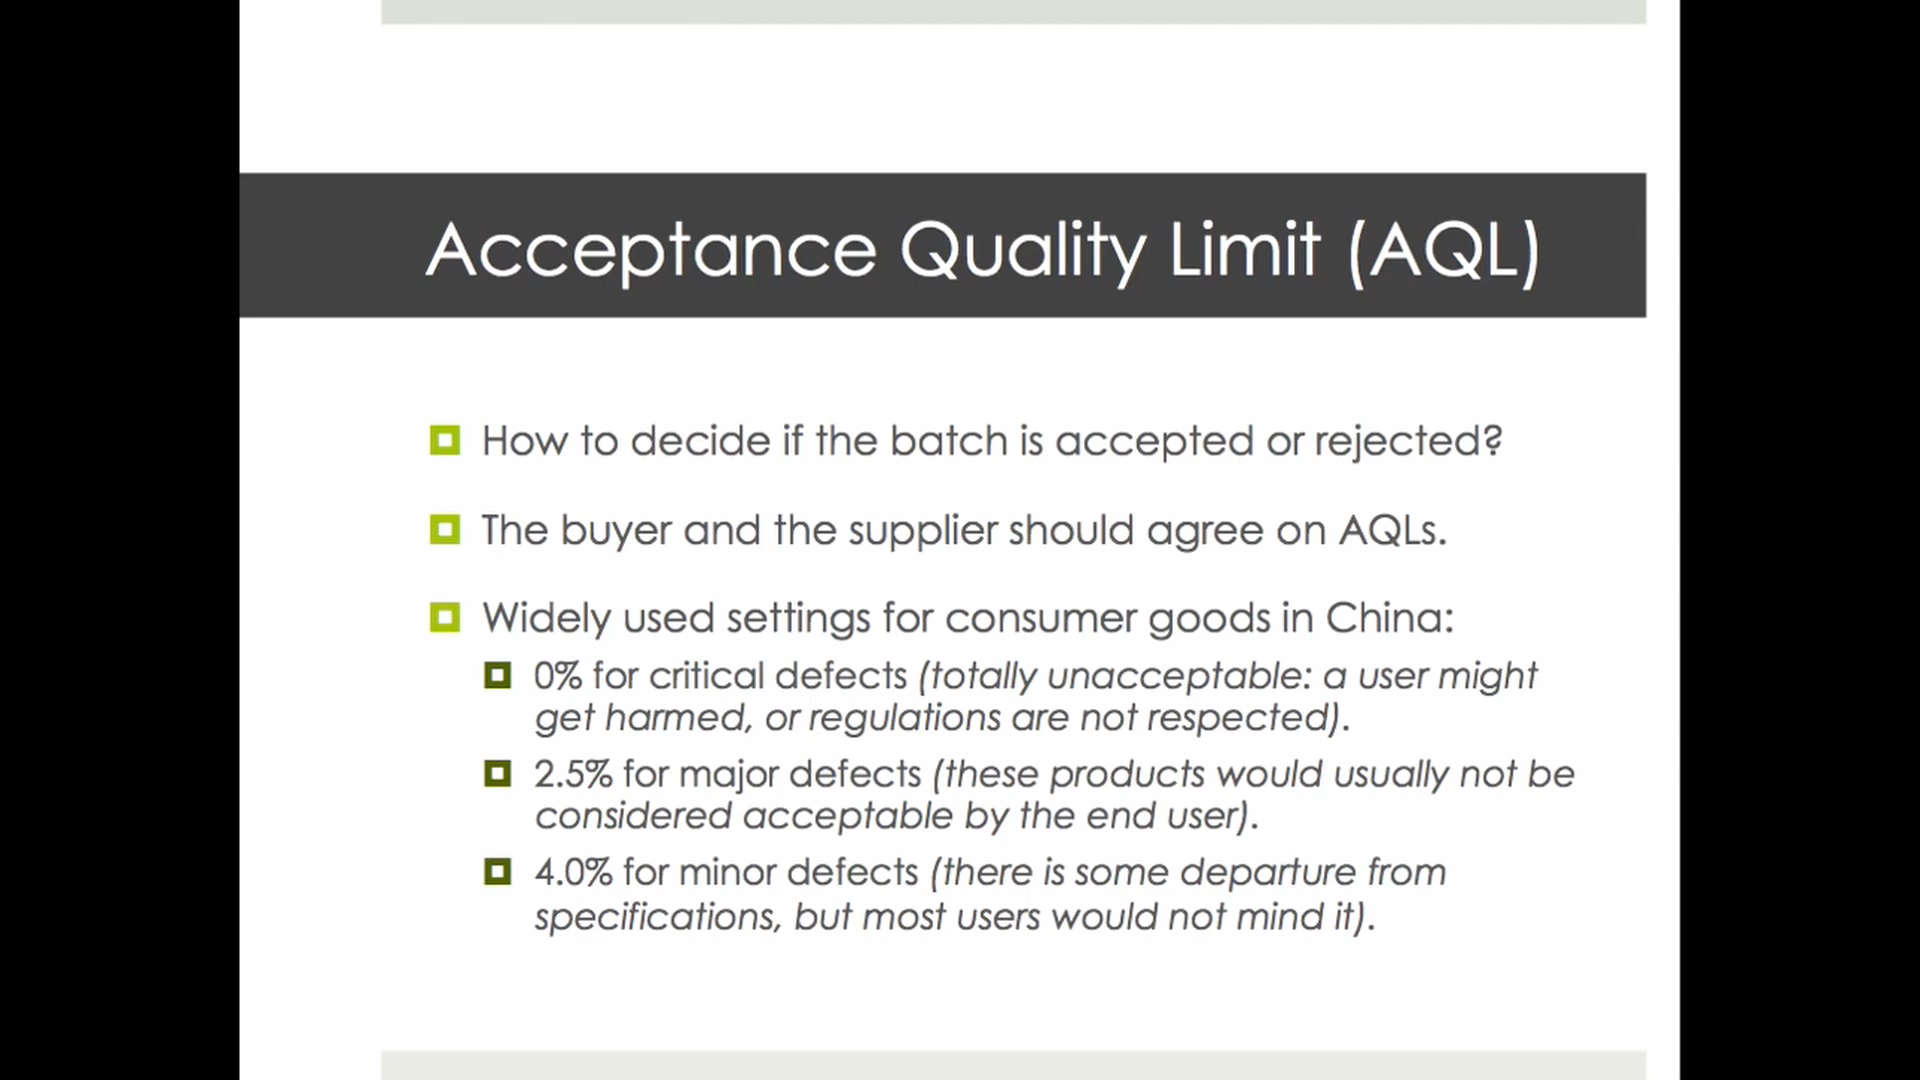 Acceptance Quality Limit (AQL)
How to decide if the batch is accepted or rejected?
The buyer and the supplier should agree on AQLs.
Widely used settings for consumer goods in China:
0% for critical defects (totally unacceptable: a user might
get harmed, or regulations are not respected).
2.5% for major defects (these products would usually not be
considered acceptable by the end user).
4.0% for minor defects (there is some departure from
specifications, but most users would not mind it).